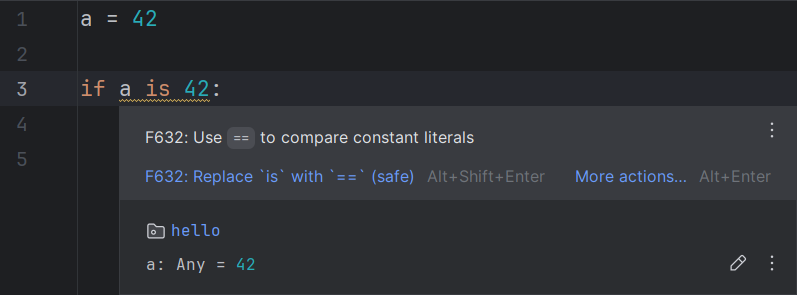 1 a = 42
2
3 if a is 42:
4
5
F632: Use == to compare constant literals
F632: Replace `is` with `==` (safe) Alt+Shift+Enter More actions... Alt+Enter
hello
a: Any = 42